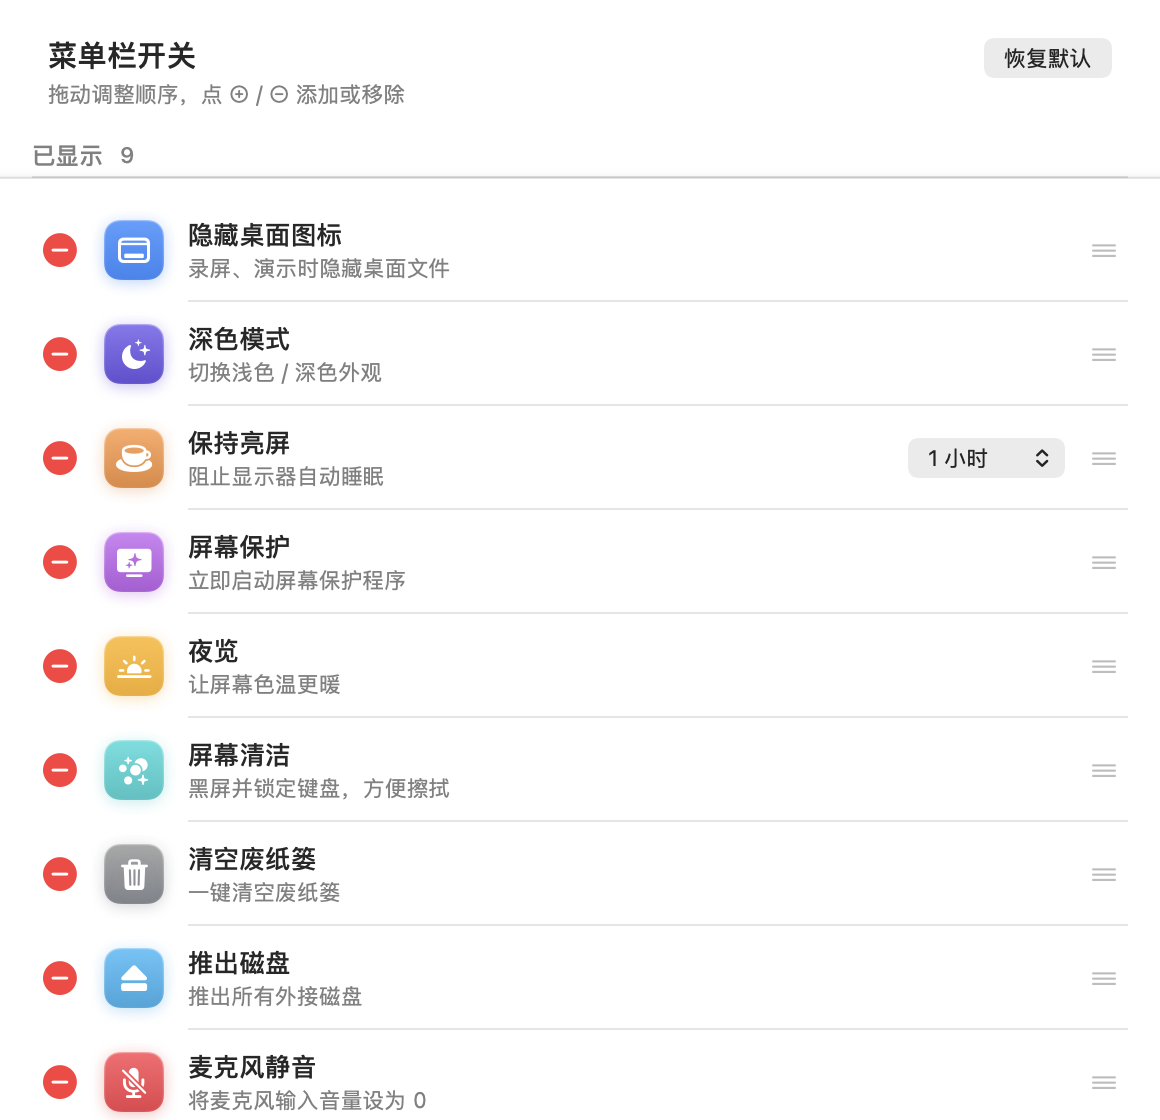 菜单栏开关
恢复默认
拖动调整顺序，点 ⊕ / ⊖ 添加或移除
已显示 9
隐藏桌面图标
录屏、演示时隐藏桌面文件
深色模式
切换浅色 / 深色外观
保持亮屏
阻止显示器自动睡眠
1 小时
屏幕保护
立即启动屏幕保护程序
夜览
让屏幕色温更暖
屏幕清洁
黑屏并锁定键盘，方便擦拭
清空废纸篓
一键清空废纸篓
推出磁盘
推出所有外接磁盘
麦克风静音
将麦克风输入音量设为 0